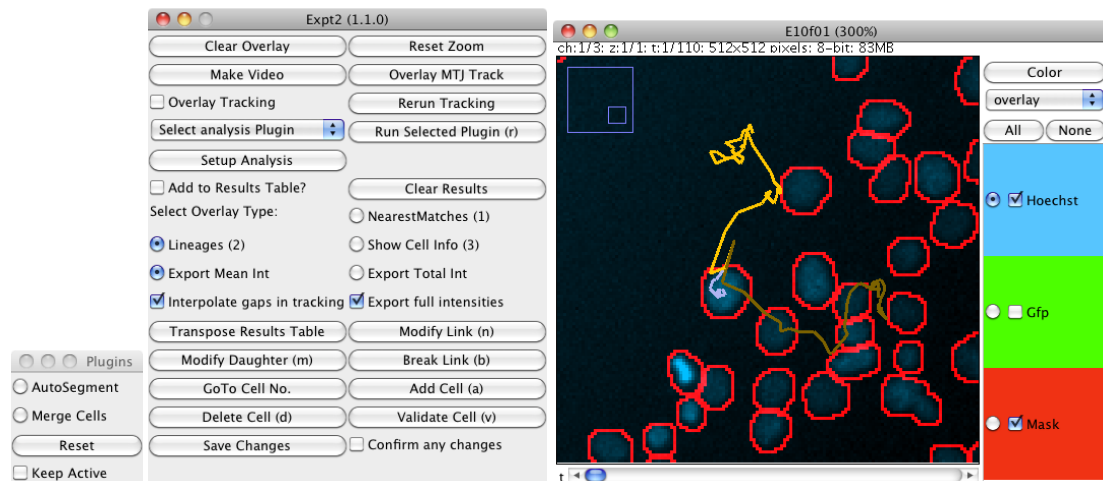 Expt2 (1.1.0)
Clear Overlay
Reset Zoom
Make Video
Overlay MTJ Track
Overlay Tracking
Rerun Tracking
Select analysis Plugin
Run Selected Plugin (r)
Setup Analysis
Add to Results Table?
Clear Results
Select Overlay Type:
NearestMatches (1)
Lineages (2)
Show Cell Info (3)
Export Mean Int
Export Total Int
Interpolate gaps in tracking
Export full intensities
Transpose Results Table
Modify Link (n)
Modify Daughter (m)
Break Link (b)
GoTo Cell No.
Add Cell (a)
Delete Cell (d)
Validate Cell (v)
Save Changes
Confirm any changes
Plugins
AutoSegment
Merge Cells
Reset
Keep Active
E10f01 (300%)
ch:1/3; z:1/1; t:1/110; 512x512 pixels; 8-bit; 83MB
Color
overlay
All
None
Hoechst
Gfp
Mask
t